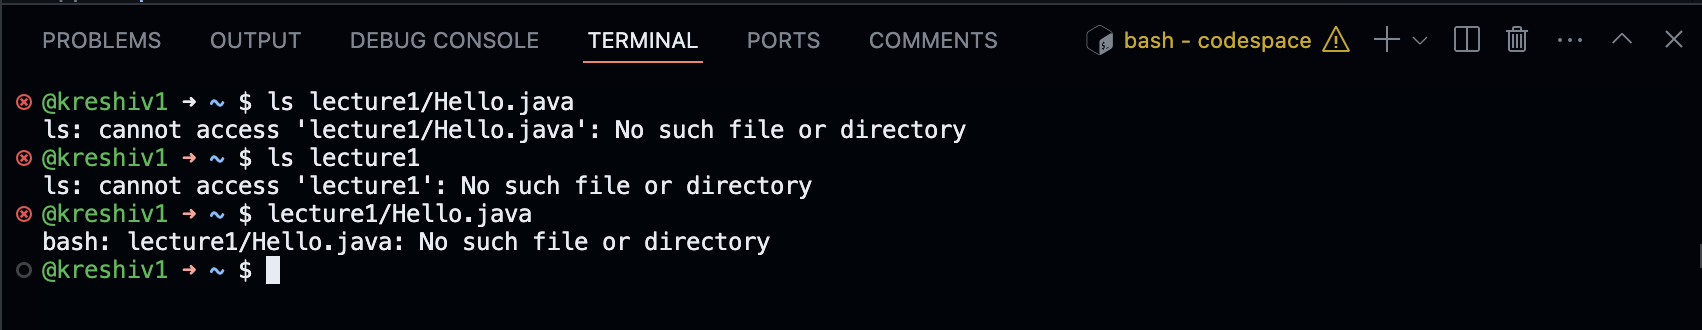 PROBLEMS OUTPUT DEBUG CONSOLE TERMINAL PORTS COMMENTS bash - codespace
@kreshiv1 ➜ ~ $ ls lecture1/Hello.java
ls: cannot access 'lecture1/Hello.java': No such file or directory
@kreshiv1 ➜ ~ $ ls lecture1
ls: cannot access 'lecture1': No such file or directory
@kreshiv1 ➜ ~ $ lecture1/Hello.java
bash: lecture1/Hello.java: No such file or directory
@kreshiv1 ➜ ~ $